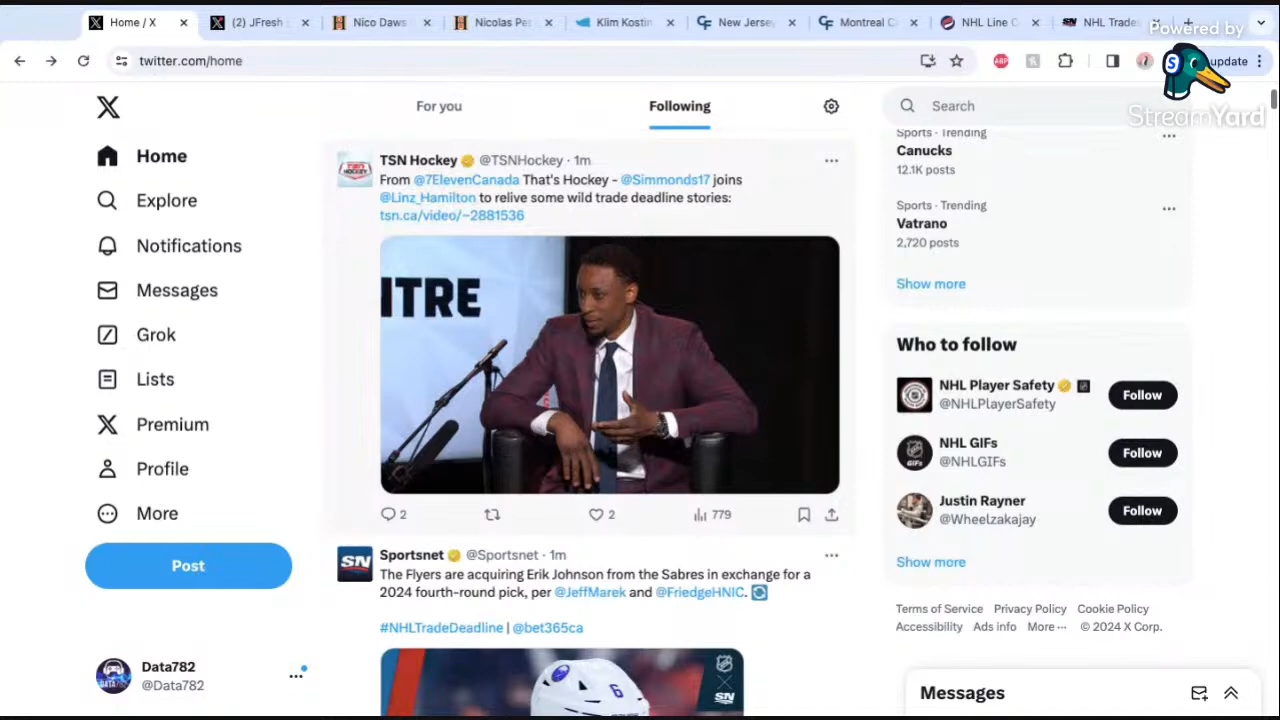 Home / X
(2) JFresh
Nico Daws
Nicolas Pe
Klim Kostin
New Jersey
Montreal C
NHL Line C
NHL Trade
Powered by
StreamYard
twitter.com/home
ABP
update
For you
Following
Search
Home
Explore
Notifications
Messages
Grok
Lists
Premium
Profile
More
Post
Data782
@Data782
TSN Hockey @TSNHockey · 1m
From @7ElevenCanada That's Hockey - @Simmonds17 joins
@Linz_Hamilton to relive some wild trade deadline stories:
tsn.ca/video/~2881536
NTRE
2
2
779
SN
Sportsnet @Sportsnet · 1m
The Flyers are acquiring Erik Johnson from the Sabres in exchange for a
2024 fourth-round pick, per @JeffMarek and @FriedgeHNIC.
#NHLTradeDeadline | @bet365ca
6
SN
Sports · Trending
Canucks
12.1K posts
Sports · Trending
Vatrano
2,720 posts
Show more
Who to follow
NHL Player Safety
@NHLPlayerSafety
Follow
NHL GIFs
@NHLGIFs
Follow
Justin Rayner
@Wheelzakajay
Follow
Show more
Terms of Service Privacy Policy Cookie Policy
Accessibility Ads info More ··· © 2024 X Corp.
Messages